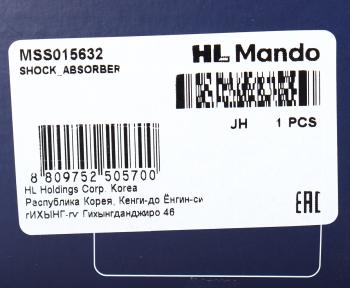 MSS015632
SHOCK_ABSORBER
HL Mando
JH 1 PCS
8 809752 505700
HL Holdings Corp. Korea
Республика Корея, Кенги-до Ёнгин-си
гИХЫНГ-гу Гихынгданджиро 46
EAC